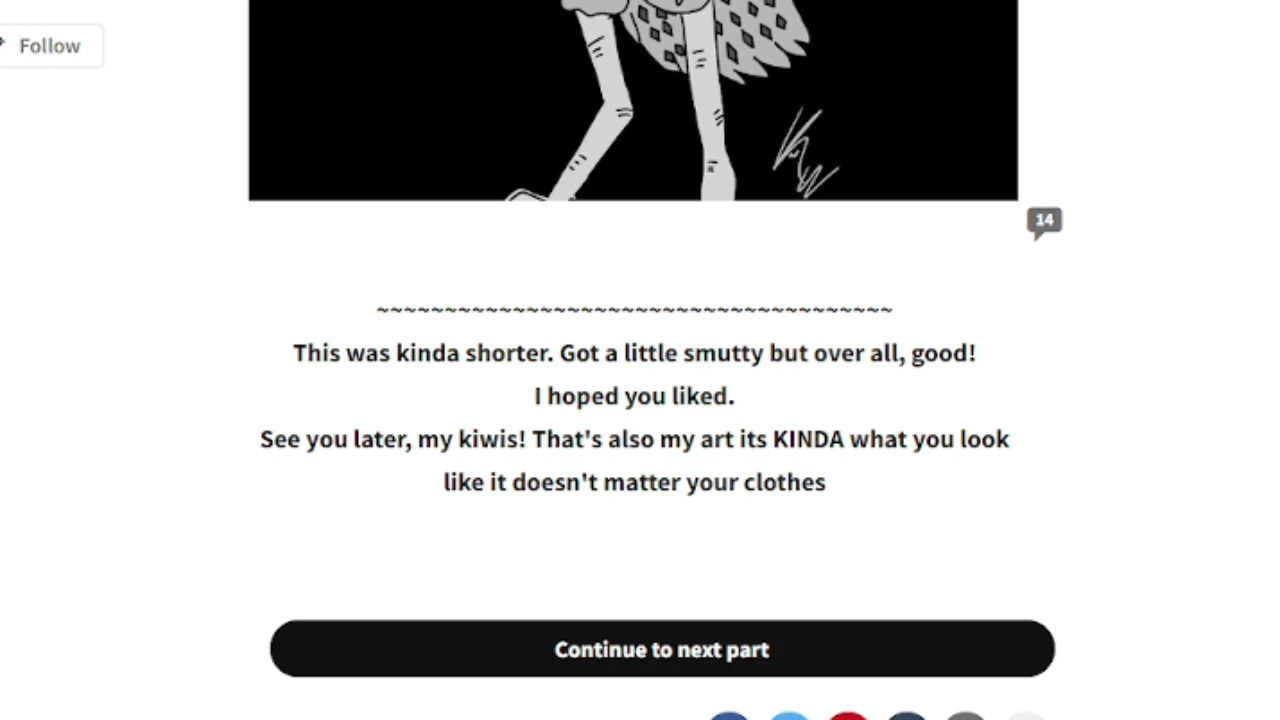 Follow
14
~~~~~~~~~~~~~~~~~~~~~~~~~~~~~~~~~~~~~~
This was kinda shorter. Got a little smutty but over all, good!
I hoped you liked.
See you later, my kiwis! That's also my art its KINDA what you look
like it doesn't matter your clothes
Continue to next part